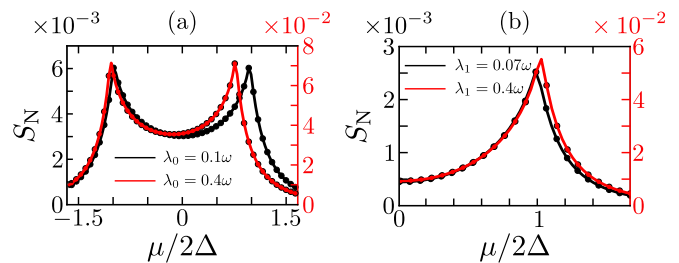 ×10⁻³ (a) ×10⁻²
6
3
0
8
6
4
2
0
S_N
λ₀ = 0.1ω
λ₀ = 0.4ω
−1.5 0 1.5
μ/2Δ
×10⁻³ (b) ×10⁻²
3
2
1
0
6
4
2
0
S_N
λ₁ = 0.07ω
λ₁ = 0.4ω
0 1
μ/2Δ